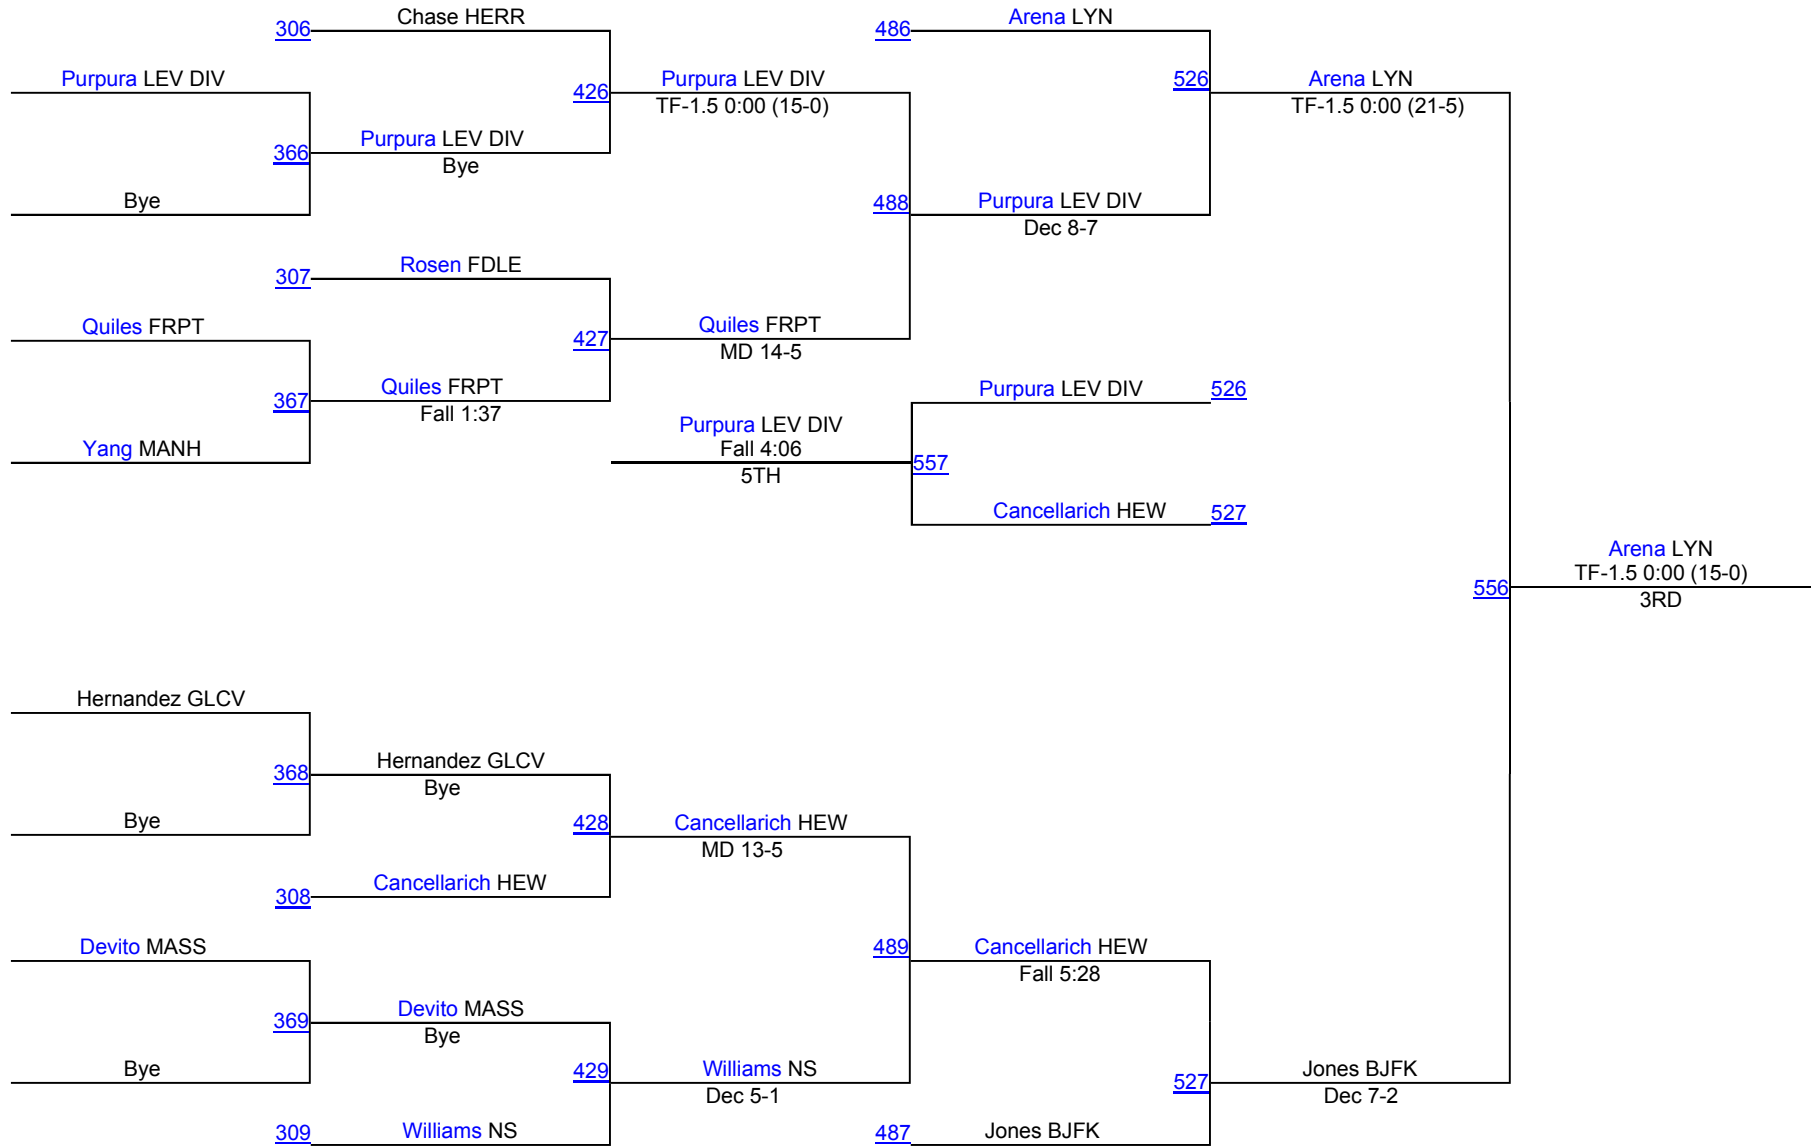 Chase HERR
306
Arena LYN
486
Purpura LEV DIV
426
Purpura LEV DIV
TF-1.5 0:00 (15-0)
526
Arena LYN
TF-1.5 0:00 (21-5)
366
Purpura LEV DIV
Bye
Bye
488
Purpura LEV DIV
Dec 8-7
307
Rosen FDLE
Quiles FRPT
427
Quiles FRPT
MD 14-5
367
Quiles FRPT
Fall 1:37
Yang MANH
Purpura LEV DIV
526
Purpura LEV DIV
Fall 4:06
5TH
557
Cancellarich HEW
527
556
Arena LYN
TF-1.5 0:00 (15-0)
3RD
Hernandez GLCV
368
Hernandez GLCV
Bye
Bye
428
Cancellarich HEW
MD 13-5
308
Cancellarich HEW
Devito MASS
489
Cancellarich HEW
Fall 5:28
369
Devito MASS
Bye
Bye
429
Williams NS
Dec 5-1
527
Jones BJFK
Dec 7-2
309
Williams NS
487
Jones BJFK